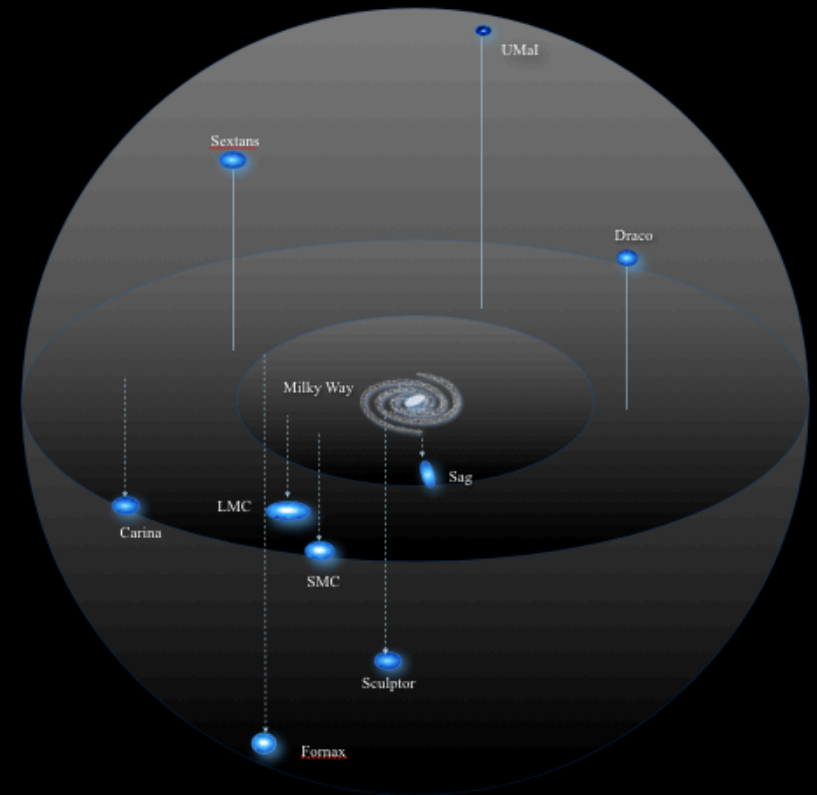 UMaI
Sextans
Draco
Milky Way
Sag
LMC
Carina
SMC
Sculptor
Fornax